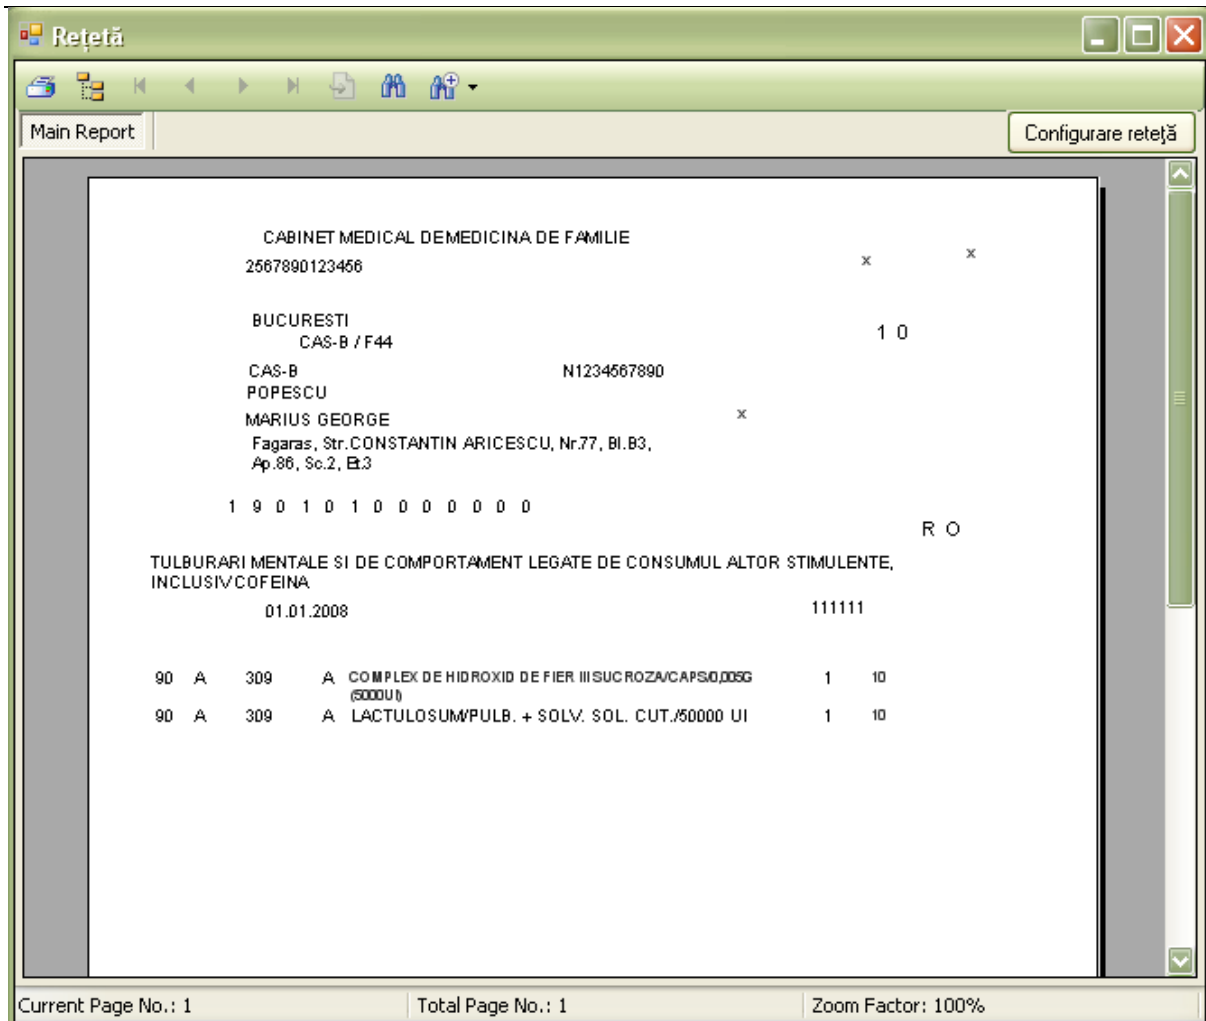 Rețetă
Main Report
Configurare reteță
CABINET MEDICAL DE MEDICINA DE FAMILIE
2567890123456
x
x
BUCURESTI
CAS-B / F44
1 0
CAS-B
N1234567890
POPESCU
MARIUS GEORGE
x
Fagaras, Str.CONSTANTIN ARICESCU, Nr.77, Bl.B3,
Ap.86, Sc.2, Et.3
1 9 0 1 0 1 0 0 0 0 0 0 0
R O
TULBURARI MENTALE SI DE COMPORTAMENT LEGATE DE CONSUMUL ALTOR STIMULENTE,
INCLUSIV COFEINA
01.01.2008
111111
90 A 309 A COMPLEX DE HIDROXID DE FIER III SUCROZA/CAPS/0,005G 1 10
(5000UI)
90 A 309 A LACTULOSUM/PULB. + SOLV. SOL. CUT./50000 UI 1 10
Current Page No.: 1
Total Page No.: 1
Zoom Factor: 100%